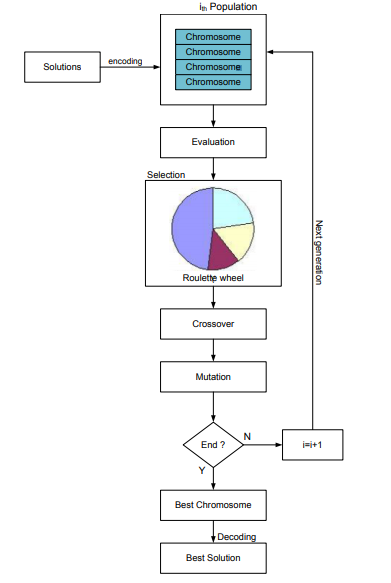 ith Population
Chromosome
Chromosome
Chromosome
Chromosome
Solutions
encoding
Evaluation
Selection
Roulette wheel
Crossover
Mutation
End ?
N
i=i+1
Next generation
Y
Best Chromosome
Decoding
Best Solution